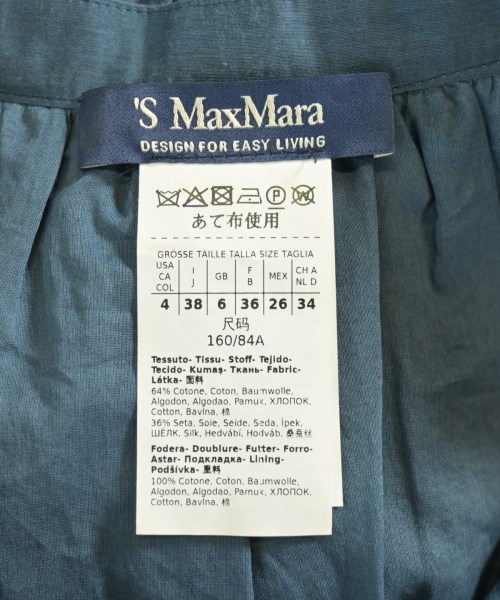 'S MaxMara
DESIGN FOR EASY LIVING
P
あて布使用
GRÖSSE TAILLE TALLA SIZE TAGLIA
USA CA COL I J GB F B MEX CH A NL D
4 38 6 36 26 34
尺码
160/84A
Tessuto- Tissu- Stoff- Tejido-
Tecido- Kumaş- Ткань- Fabric-
Látka- 面料
64% Cotone, Coton, Baumwolle,
Algodon, Algodao, Pamuk, ХЛОПОК,
Cotton, Bavlna, 棉
36% Seta, Soie, Seide, Seda, İpek,
ШЁЛК, Silk, Hedvábí, Hodváb, 桑蚕丝
Fodera- Doublure- Futter- Forro-
Astar- Подкладка- Lining-
Podšívka- 里料
100% Cotone, Coton, Baumwolle,
Algodon, Algodao, Pamuk, ХЛОПОК,
Cotton, Bavlna, 棉